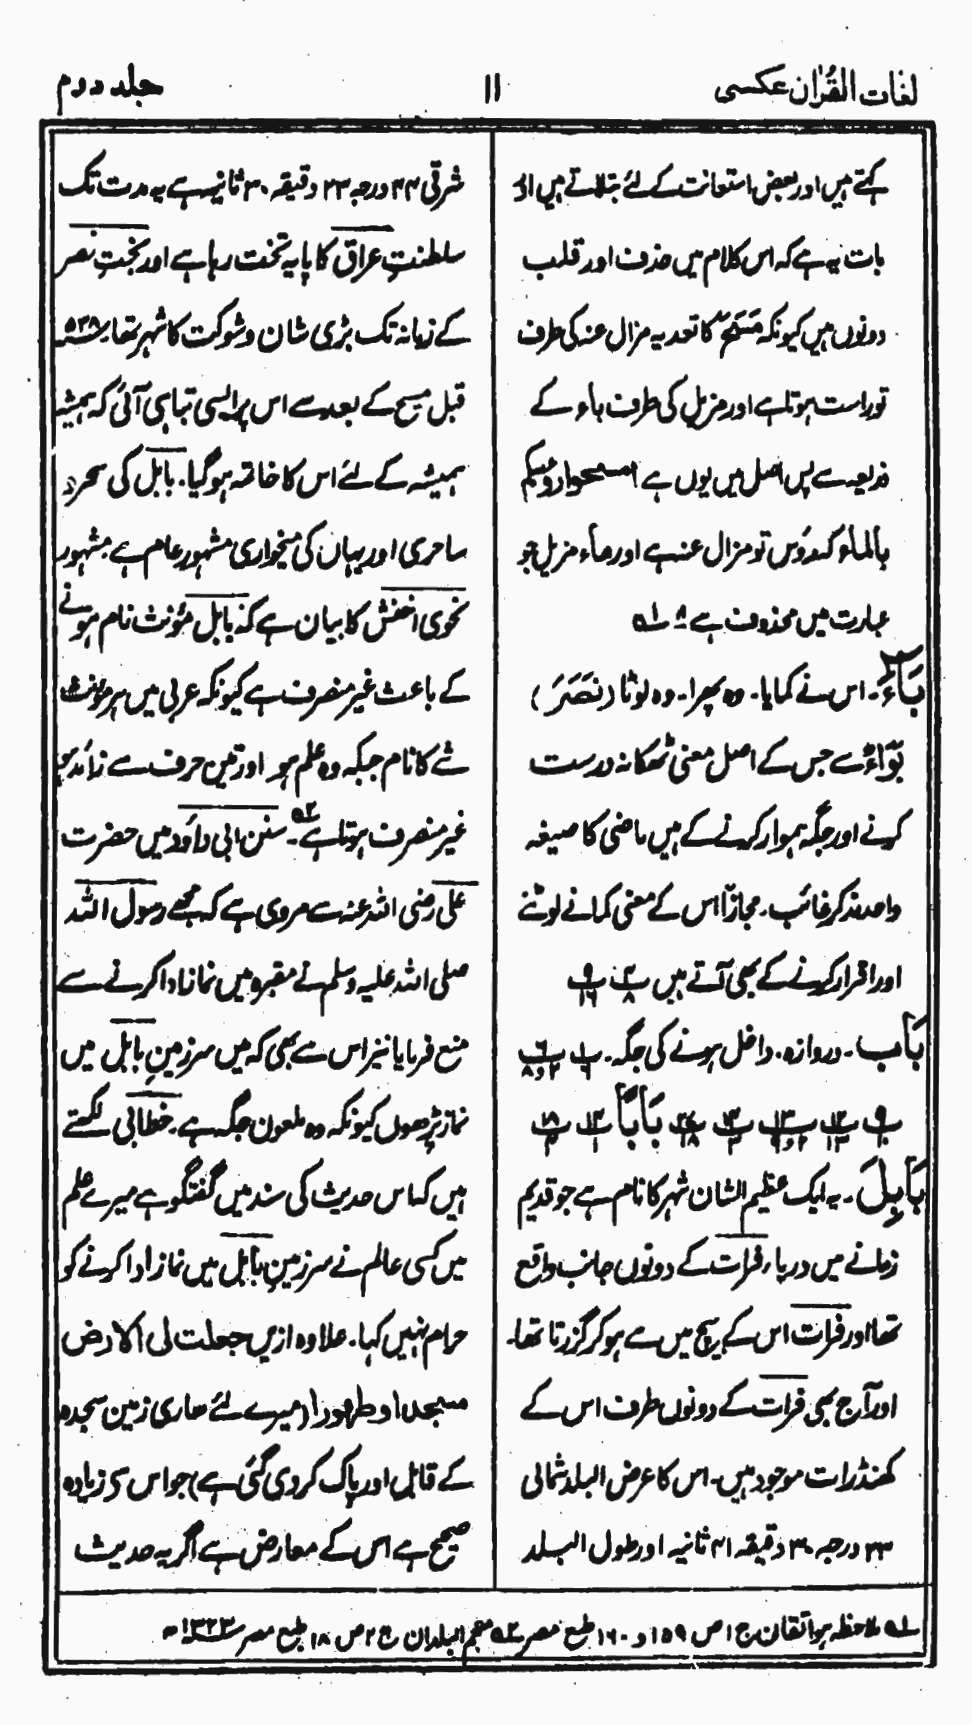 لغات القرآن عکسی
۱۱
جلد دوم
کہتے ہیں اور بعض استعانت کے لئے بتلاتے ہیں اور
بات یہ ہے کہ اس کلام میں حذف اور قلب
دونوں ہیں کیونکہ مَسَحَ کا تعدیہ مزال عنہ کی طرف
توراست ہوتا ہے اور مزیل کی طرف باء کے
ذریعہ سے پس اصل میں یوں ہے امسحوا رؤسکم
بالماء کہ رؤس تو مزال عنہ ہے اور ماء مزیل جو
عبارت میں محذوف ہے ؎۱
بَاءَ۔ اس نے کمایا۔ وہ پھرا۔ وہ لوٹا (نَصَرَ)
بَوَاءٌ سے جس کے اصل معنی ٹھکانہ درست
کرنے اور جگہ ہموار کرنے کے ہیں ماضی کا صیغہ
واحد مذکر غائب۔ مجازاً اس کے معنی کمانے لوٹنے
اور اقرار کرنے کے بھی آتے ہیں
بَاب۔ دروازہ۔ داخل ہونے کی جگہ۔
بَابًا
بَابِلَ۔ یہ ایک عظیم الشان شہر کا نام ہے جو قدیم
زمانے میں دریاء فرات کے دونوں جانب واقع
تھا اور فرات اس کے بیچ میں سے ہو کر گزرتا تھا۔
اور آج بھی فرات کے دونوں طرف اس کے
کھنڈرات موجود ہیں۔ اس کا عرض البلد شمالی
۳۳ درجہ ۳۰ دقیقہ ۳۱ ثانیہ اور طول البلد
شرقی ۴۴ درجہ ۲۳ دقیقہ ۳۰ ثانیہ ہے یہ مدت تک
سلطنتِ عراق کا پایہ تخت رہا ہے اور بختِ نصر
کے زمانہ تک بڑی شان و شوکت کا شہر تھا ۵۳۸
قبل مسیح کے بعد سے اس پر ایسی تباہی آئی کہ ہمیشہ
ہمیشہ کے لئے اس کا خاتمہ ہو گیا۔ بابل کی سحر و
ساحری اور یہاں کی میخواری مشہور عام ہے مشہور
نحوی اخفش کا بیان ہے کہ بابل مؤنث نام ہونے
کے باعث غیر منصرف ہے کیونکہ عربی میں ہر مؤنث
شے کا نام جبکہ وہ علم ہو اور تین حرف سے زائد ہو
غیر منصرف ہوتا ہے ؎۲۔ سنن ابی داؤد میں حضرت
علی رضی اللہ عنہ سے مروی ہے کہ مجھے رسول اللہ
صلی اللہ علیہ وسلم نے مقبرہ میں نماز ادا کرنے سے
منع فرمایا نیز اس سے بھی کہ میں سرزمینِ بابل میں
نماز پڑھوں کیونکہ وہ ملعون جگہ ہے۔ خطابی لکھتے
ہیں کہ اس حدیث کی سند میں گفتگو ہے میرے علم
میں کسی عالم نے سرزمینِ بابل میں نماز ادا کرنے کو
حرام نہیں کہا۔ علاوہ ازیں جعلت لی الارض
مسجدا وطھورا (میرے لئے ساری زمین سجدہ
کے قابل اور پاک کر دی گئی ہے) جو اس سے زیادہ
صحیح ہے اس کے معارض ہے اگر یہ حدیث
؎۱ ملاحظہ ہو اتقان ج ۱ ص ۱۵۹ و ۱۶۰ طبع مصر ؎۲ معجم البلدان ج ۲ ص ۱۸ طبع مصر ۱۳۲۳ھ